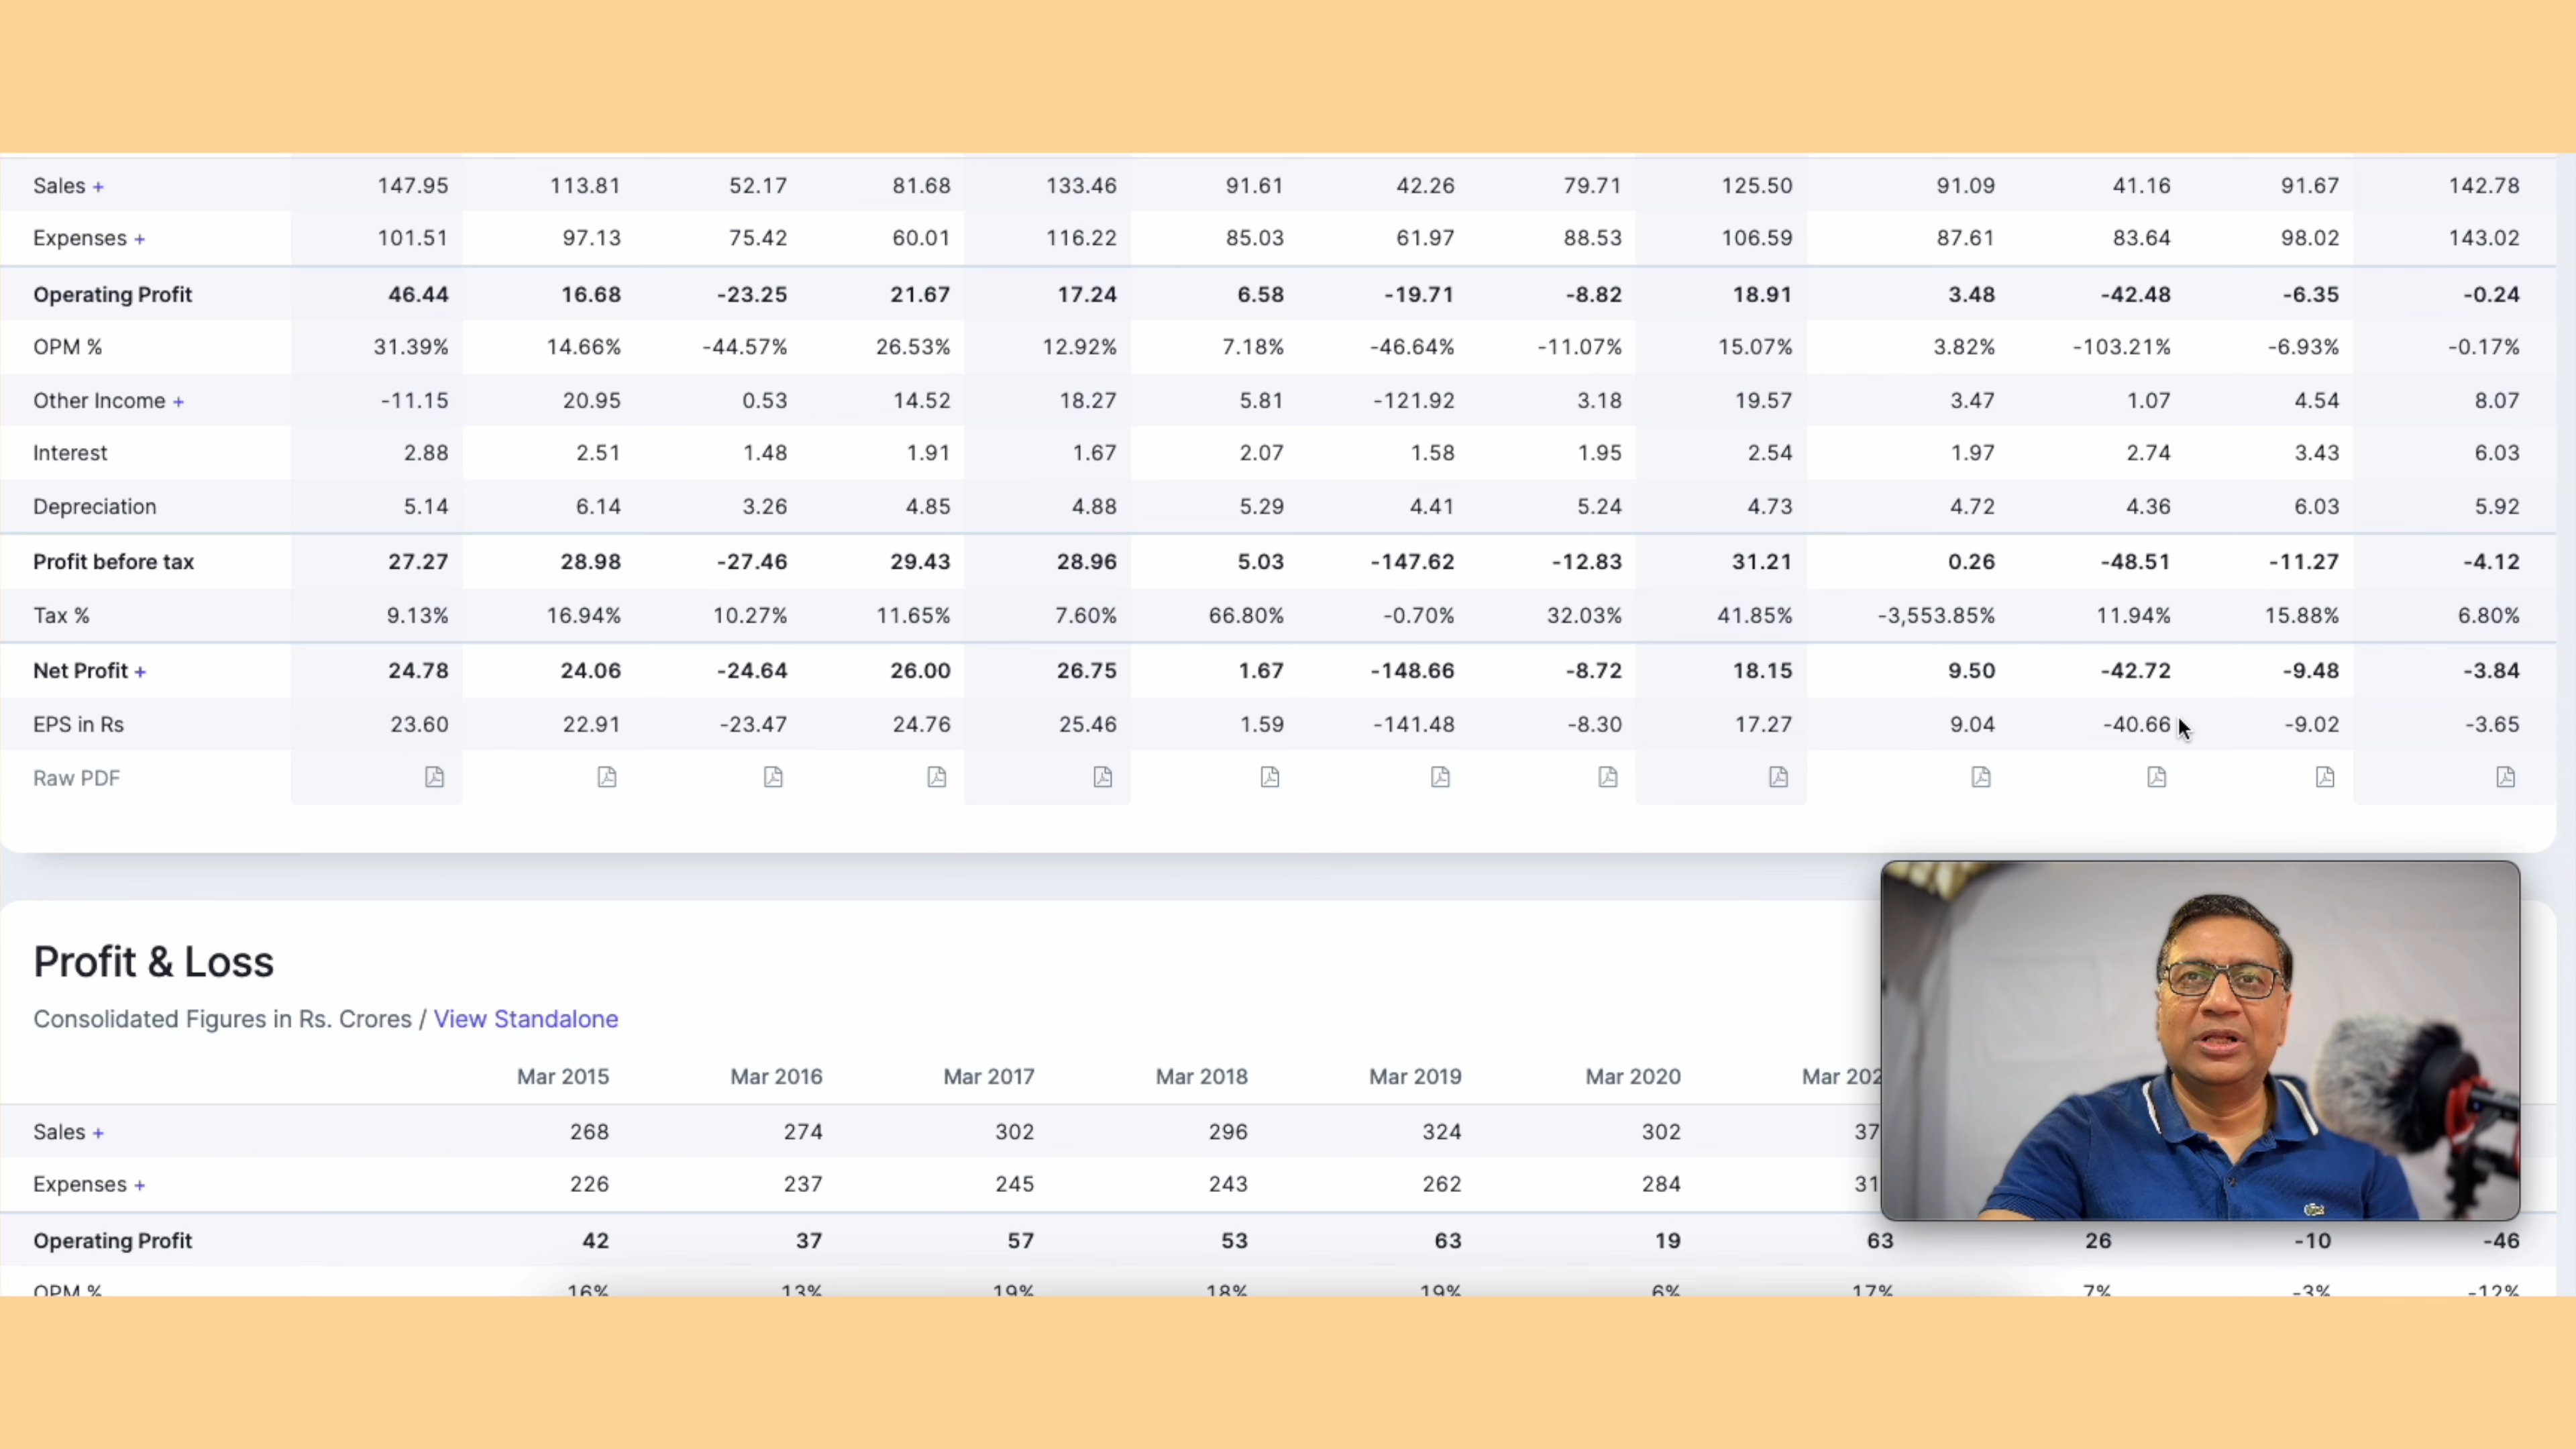 Sales + 147.95 113.81 52.17 81.68 133.46 91.61 42.26 79.71 125.50 91.09 41.16 91.67 142.78
Expenses + 101.51 97.13 75.42 60.01 116.22 85.03 61.97 88.53 106.59 87.61 83.64 98.02 143.02
Operating Profit 46.44 16.68 -23.25 21.67 17.24 6.58 -19.71 -8.82 18.91 3.48 -42.48 -6.35 -0.24
OPM % 31.39% 14.66% -44.57% 26.53% 12.92% 7.18% -46.64% -11.07% 15.07% 3.82% -103.21% -6.93% -0.17%
Other Income + -11.15 20.95 0.53 14.52 18.27 5.81 -121.92 3.18 19.57 3.47 1.07 4.54 8.07
Interest 2.88 2.51 1.48 1.91 1.67 2.07 1.58 1.95 2.54 1.97 2.74 3.43 6.03
Depreciation 5.14 6.14 3.26 4.85 4.88 5.29 4.41 5.24 4.73 4.72 4.36 6.03 5.92
Profit before tax 27.27 28.98 -27.46 29.43 28.96 5.03 -147.62 -12.83 31.21 0.26 -48.51 -11.27 -4.12
Tax % 9.13% 16.94% 10.27% 11.65% 7.60% 66.80% -0.70% 32.03% 41.85% -3,553.85% 11.94% 15.88% 6.80%
Net Profit + 24.78 24.06 -24.64 26.00 26.75 1.67 -148.66 -8.72 18.15 9.50 -42.72 -9.48 -3.84
EPS in Rs 23.60 22.91 -23.47 24.76 25.46 1.59 -141.48 -8.30 17.27 9.04 -40.66 -9.02 -3.65
Raw PDF
Profit & Loss
Consolidated Figures in Rs. Crores / View Standalone
Mar 2015 Mar 2016 Mar 2017 Mar 2018 Mar 2019 Mar 2020 Mar 202
Sales + 268 274 302 296 324 302 37
Expenses + 226 237 245 243 262 284 31
Operating Profit 42 37 57 53 63 19 63 26 -10 -46
OPM % 16% 13% 19% 18% 19% 6% 17% 7% -3% -12%